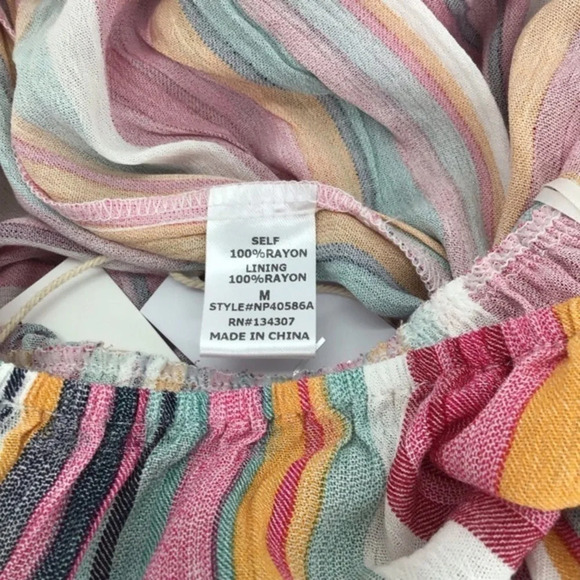 SELF
100%RAYON
LINING
100%RAYON
M
STYLE#NP40586A
RN#134307
MADE IN CHINA